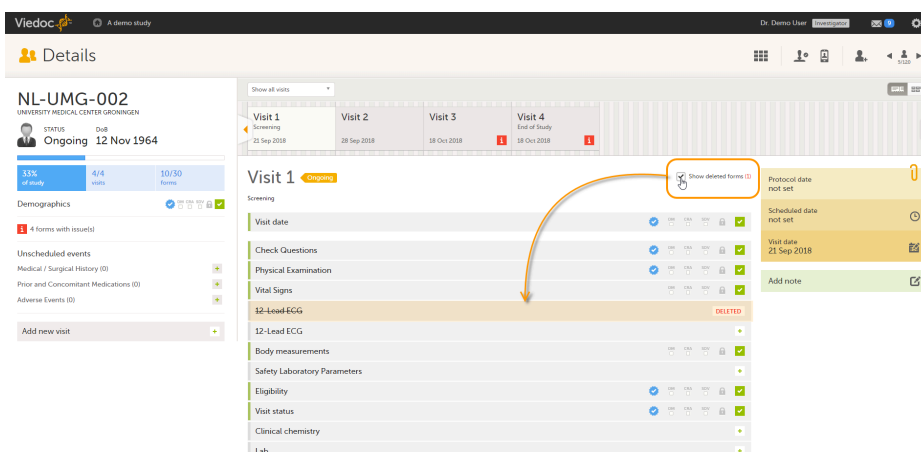 Viedoc
A demo study
Dr. Demo User Investigator 9
Details
5/120
NL-UMG-002
UNIVERSITY MEDICAL CENTER GRONINGEN
STATUS DoB
Ongoing 12 Nov 1964
33% 4/4 10/30
of study visits forms
Demographics
4 forms with issue(s)
Unscheduled events
Medical / Surgical History (0)
Prior and Concomitant Medications (0)
Adverse Events (0)
Add new visit
Show all visits
Visit 1 Visit 2 Visit 3 Visit 4
Screening End of Study
21 Sep 2018 28 Sep 2018 18 Oct 2018 18 Oct 2018
Visit 1 Ongoing
Show deleted forms (1)
Screening
Visit date
Check Questions
Physical Examination
Vital Signs
12-Lead ECG DELETED
12-Lead ECG
Body measurements
Safety Laboratory Parameters
Eligibility
Visit status
Clinical chemistry
Lab
Protocol date
not set
Scheduled date
not set
Visit date
21 Sep 2018
Add note